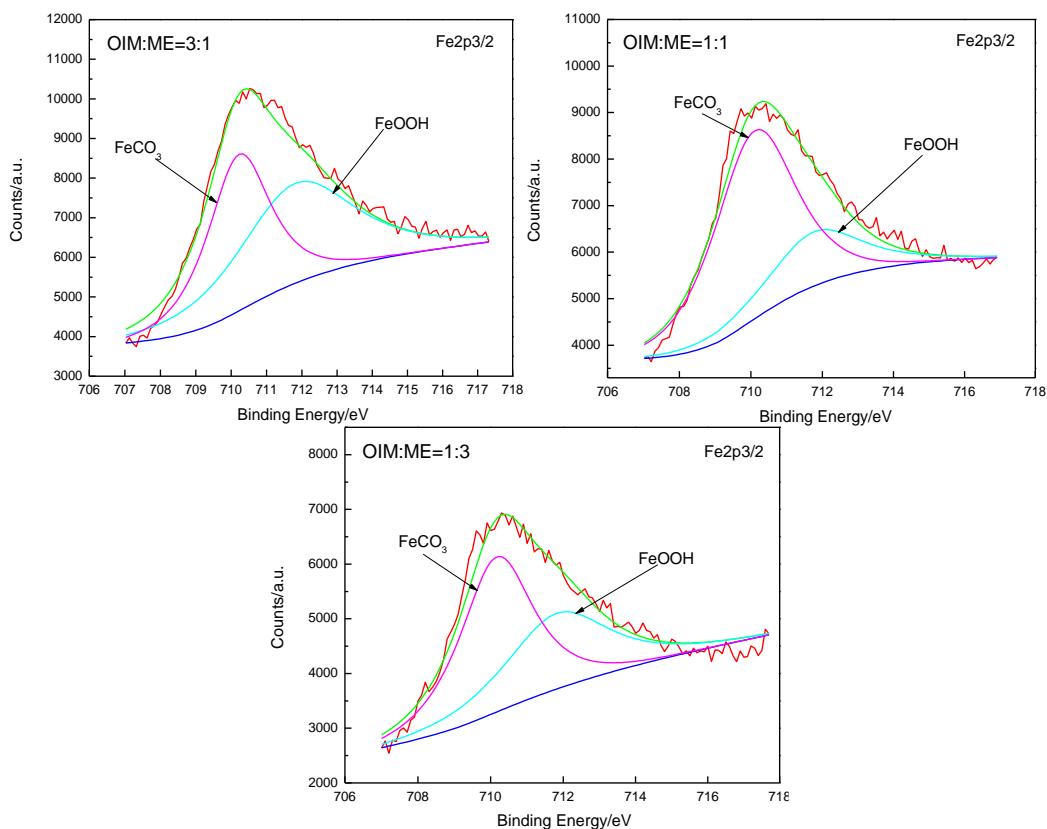 OIM:ME=3:1
Fe2p3/2
FeCO3
FeOOH
12000
11000
10000
9000
8000
7000
6000
5000
4000
3000
706 707 708 709 710 711 712 713 714 715 716 717 718
Counts/a.u.
Binding Energy/eV
OIM:ME=1:1
Fe2p3/2
FeCO3
FeOOH
11000
10000
9000
8000
7000
6000
5000
4000
706 708 710 712 714 716 718
Counts/a.u.
Binding Energy/eV
OIM:ME=1:3
Fe2p3/2
FeCO3
FeOOH
8000
7000
6000
5000
4000
3000
2000
706 708 710 712 714 716 718
Counts/a.u.
Binding Energy/eV